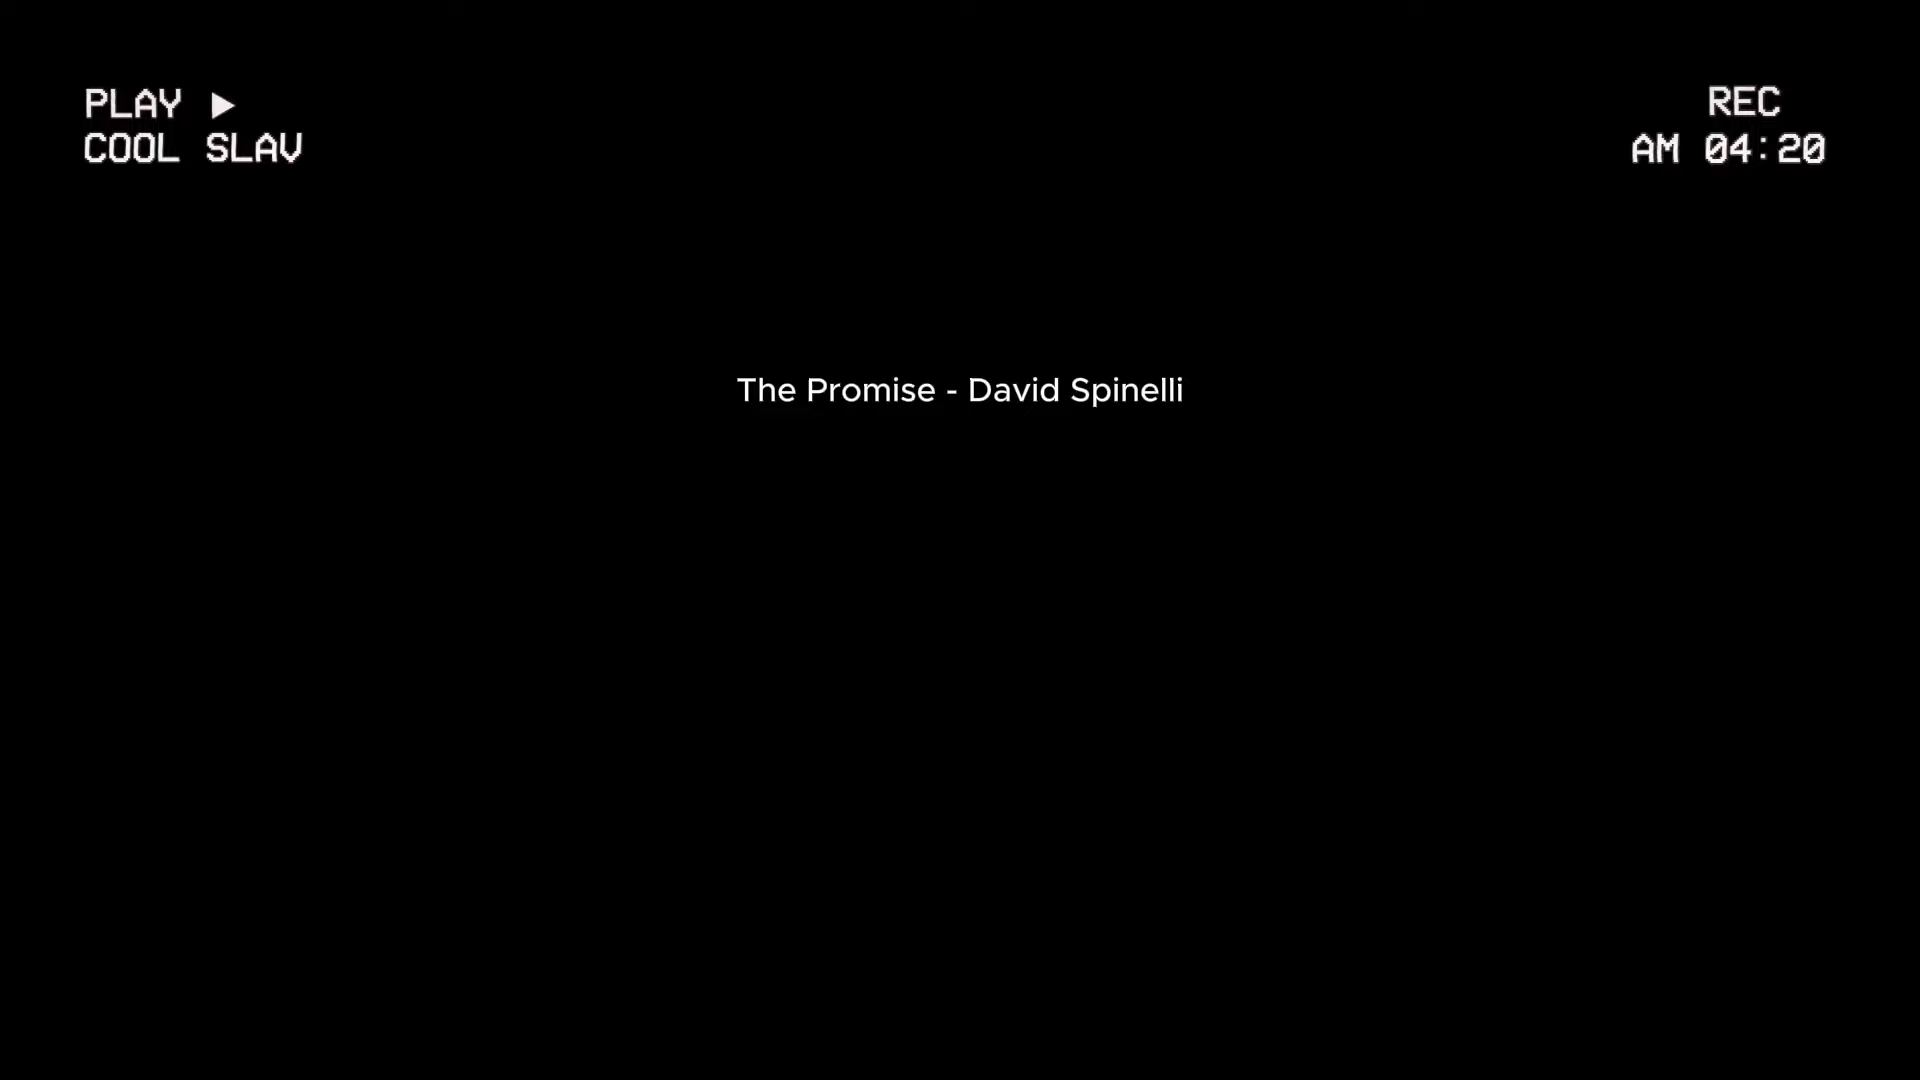 PLAY ▶
COOL SLAV
REC
AM 04:20
The Promise - David Spinelli